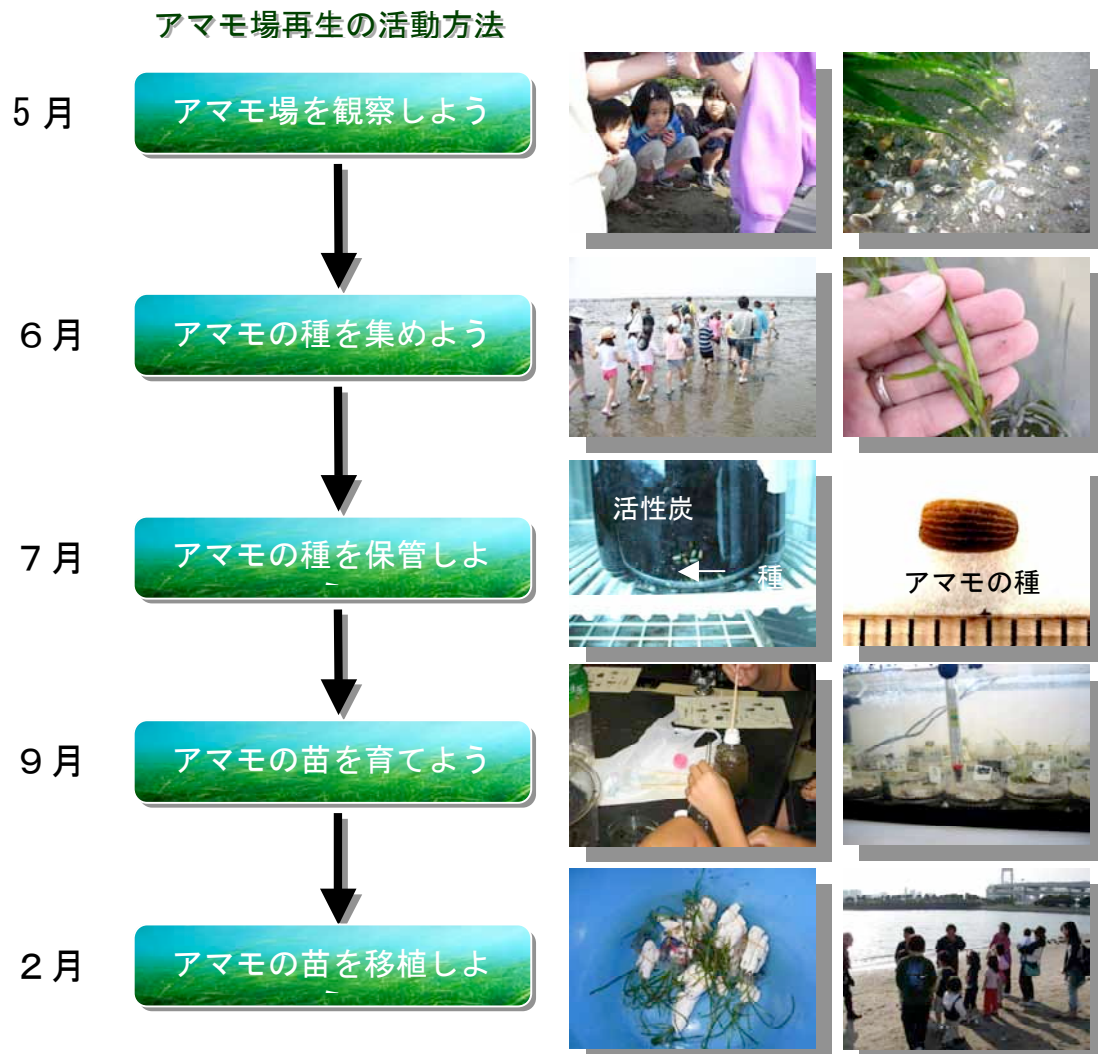 アマモ場再生の活動方法
5月
アマモ場を観察しよう
6月
アマモの種を集めよう
7月
アマモの種を保管しよ
活性炭
種
アマモの種
9月
アマモの苗を育てよう
2月
アマモの苗を移植しよ